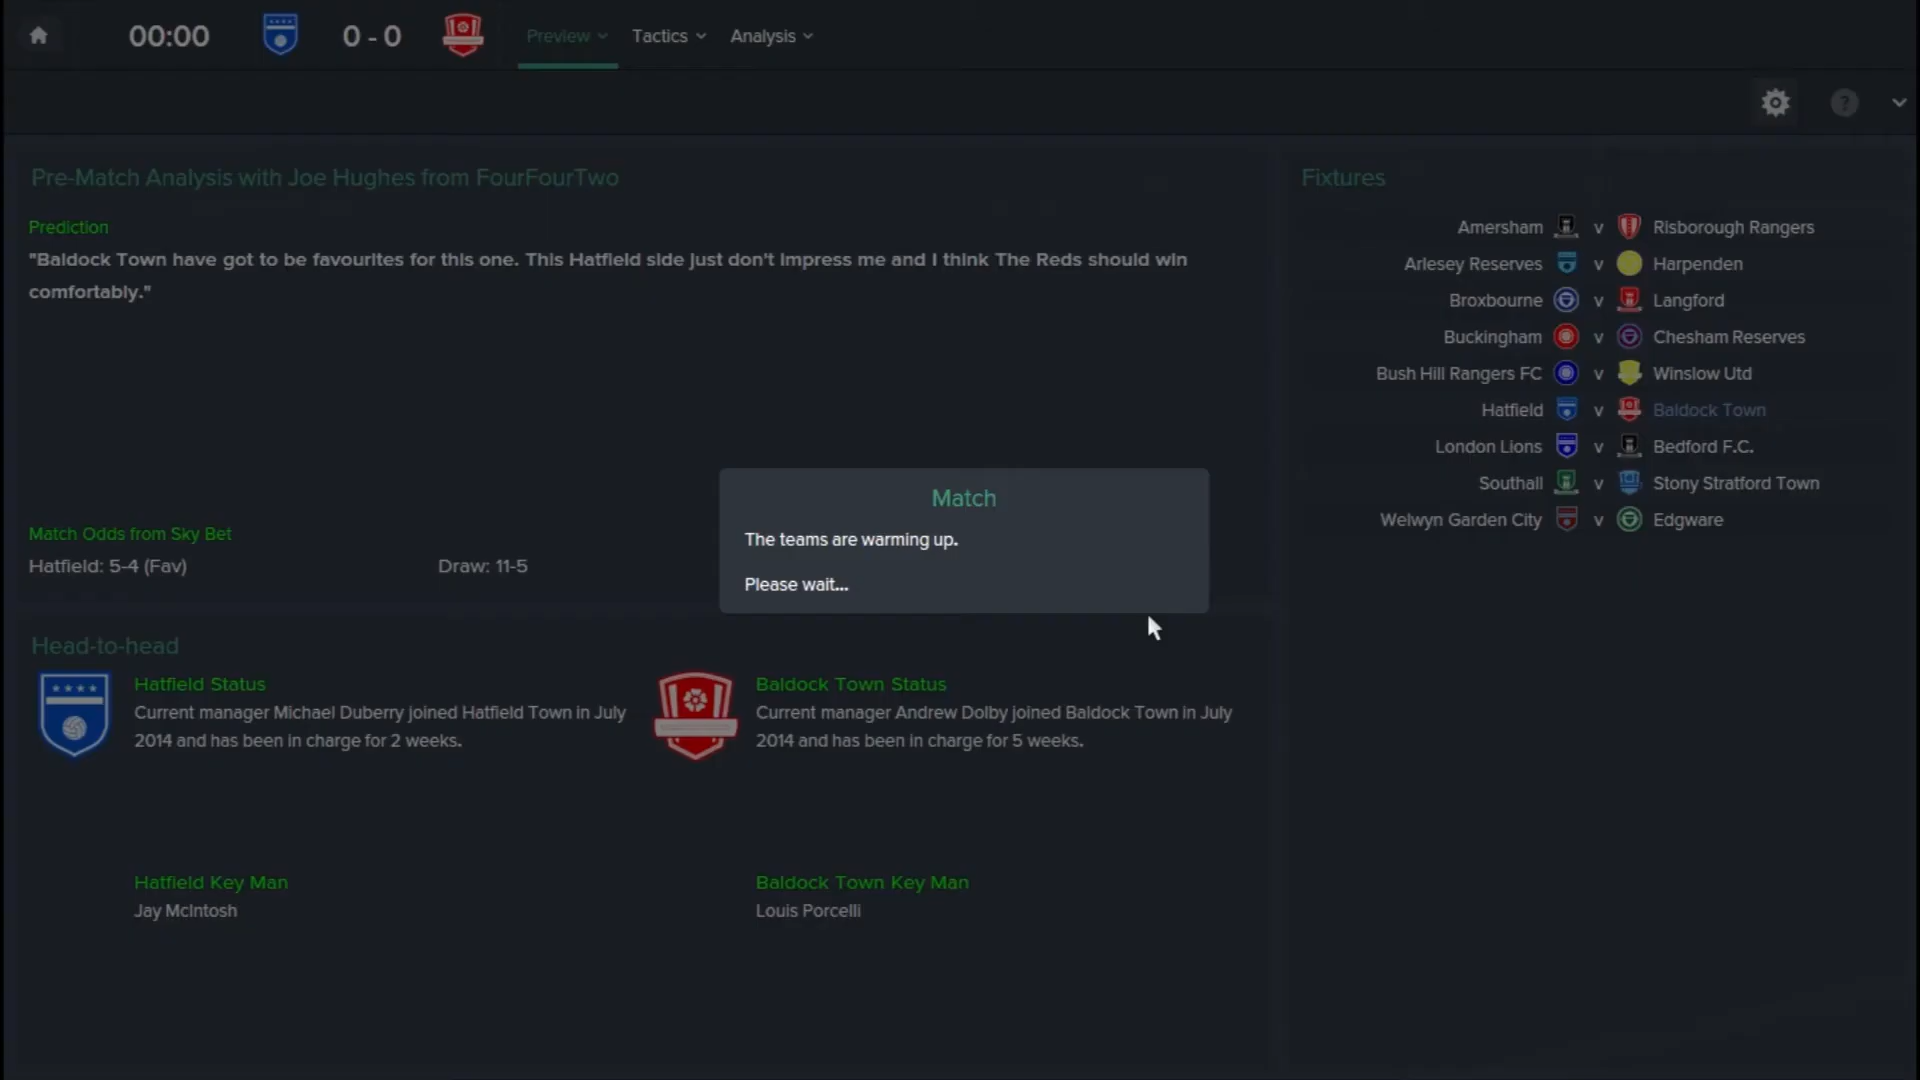 00:00 0 - 0 Preview Tactics Analysis
?
Pre-Match Analysis with Joe Hughes from FourFourTwo
Prediction
"Baldock Town have got to be favourites for this one. This Hatfield side just don't impress me and I think The Reds should win
comfortably."
Match Odds from Sky Bet
Hatfield: 5-4 (Fav) Draw: 11-5
Match
The teams are warming up.
Please wait...
Head-to-head
Hatfield Status
Current manager Michael Duberry joined Hatfield Town in July
2014 and has been in charge for 2 weeks.
Baldock Town Status
Current manager Andrew Dolby joined Baldock Town in July
2014 and has been in charge for 5 weeks.
Hatfield Key Man
Jay McIntosh
Baldock Town Key Man
Louis Porcelli
Fixtures
Amersham v Risborough Rangers
Arlesey Reserves v Harpenden
Broxbourne v Langford
Buckingham v Chesham Reserves
Bush Hill Rangers FC v Winslow Utd
Hatfield v Baldock Town
London Lions v Bedford F.C.
Southall v Stony Stratford Town
Welwyn Garden City v Edgware